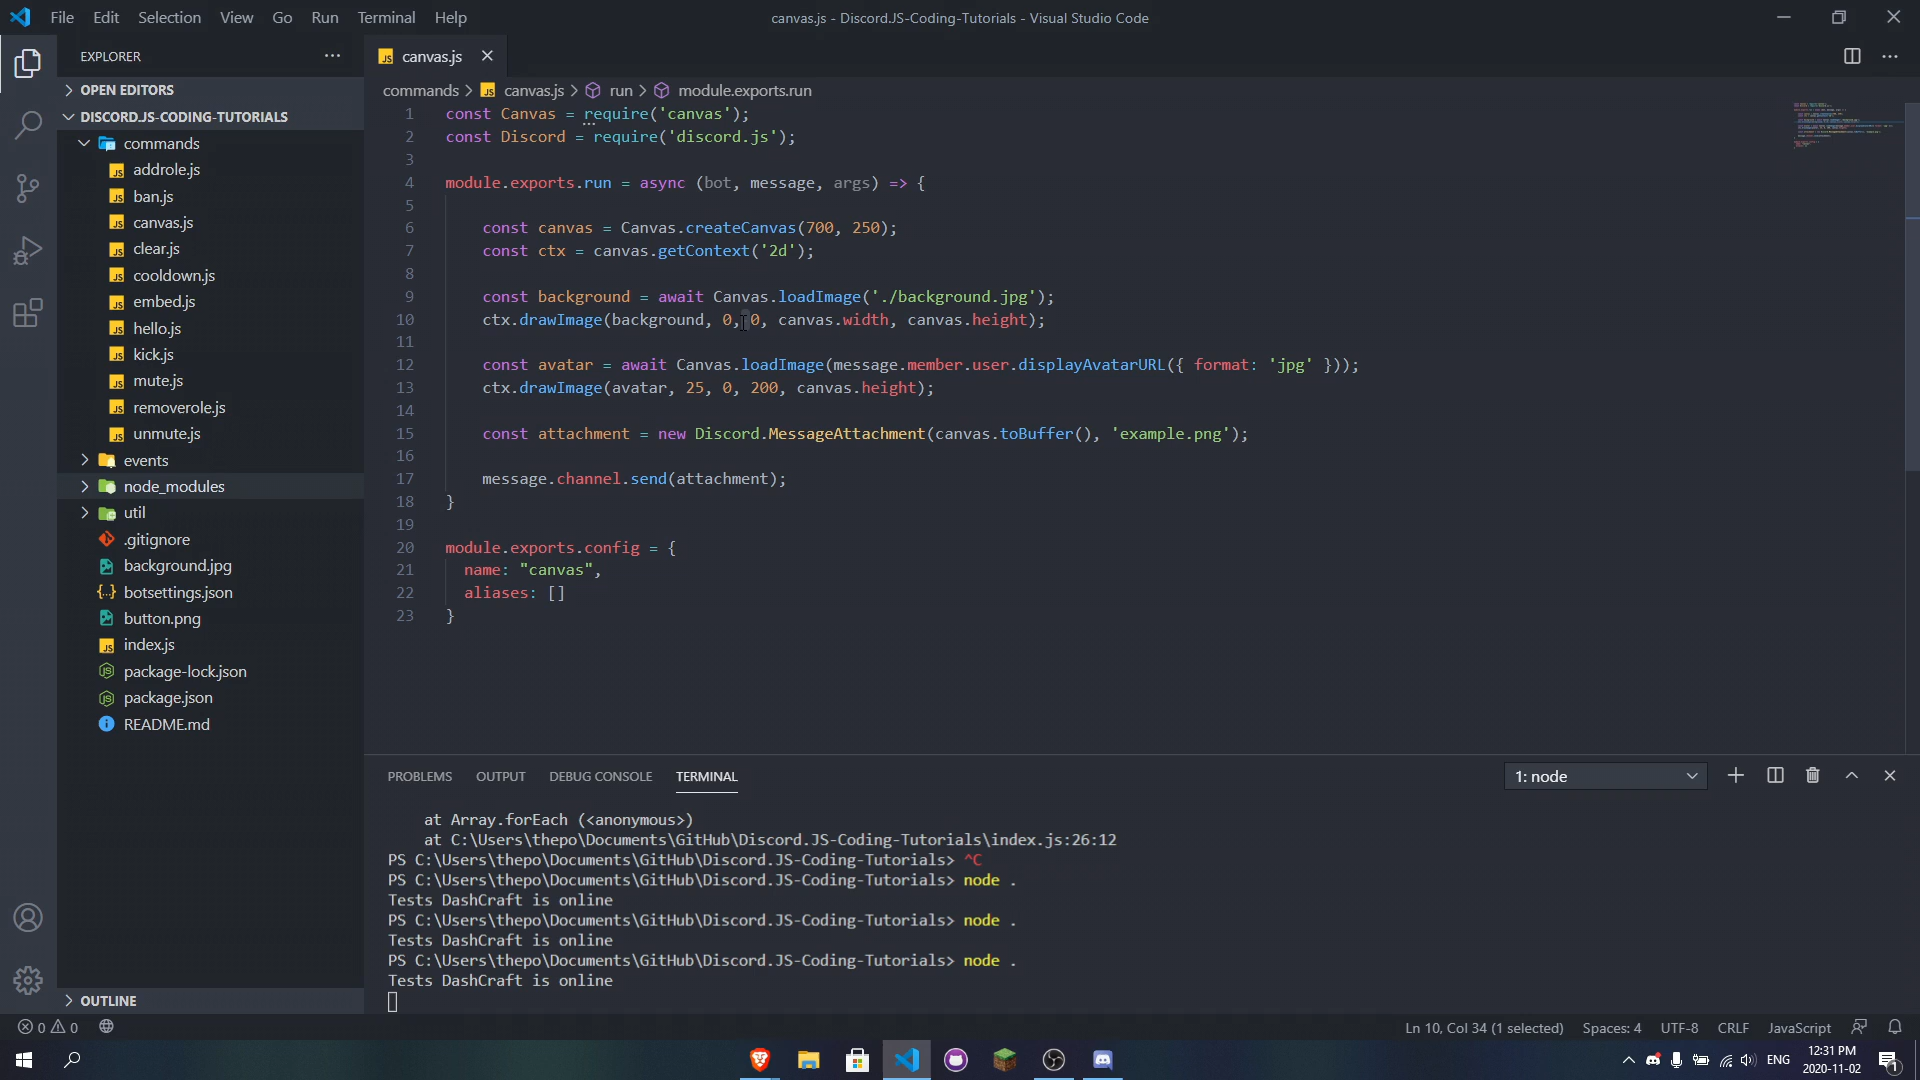 File Edit Selection View Go Run Terminal Help
canvas.js - Discord.JS-Coding-Tutorials - Visual Studio Code
EXPLORER
OPEN EDITORS
DISCORD.JS-CODING-TUTORIALS
commands
addrole.js
ban.js
canvas.js
clear.js
cooldown.js
embed.js
hello.js
kick.js
mute.js
removerole.js
unmute.js
events
node_modules
util
.gitignore
background.jpg
botsettings.json
button.png
index.js
package-lock.json
package.json
README.md
OUTLINE
canvas.js
commands > canvas.js > run > module.exports.run
1 const Canvas = require('canvas');
2 const Discord = require('discord.js');
3
4 module.exports.run = async (bot, message, args) => {
5
6 const canvas = Canvas.createCanvas(700, 250);
7 const ctx = canvas.getContext('2d');
8
9 const background = await Canvas.loadImage('./background.jpg');
10 ctx.drawImage(background, 0, 0, canvas.width, canvas.height);
11
12 const avatar = await Canvas.loadImage(message.member.user.displayAvatarURL({ format: 'jpg' }));
13 ctx.drawImage(avatar, 25, 0, 200, canvas.height);
14
15 const attachment = new Discord.MessageAttachment(canvas.toBuffer(), 'example.png');
16
17 message.channel.send(attachment);
18 }
19
20 module.exports.config = {
21 name: "canvas",
22 aliases: []
23 }
PROBLEMS OUTPUT DEBUG CONSOLE TERMINAL
1: node
at Array.forEach (<anonymous>)
at C:\Users\thepo\Documents\GitHub\Discord.JS-Coding-Tutorials\index.js:26:12
PS C:\Users\thepo\Documents\GitHub\Discord.JS-Coding-Tutorials> ^C
PS C:\Users\thepo\Documents\GitHub\Discord.JS-Coding-Tutorials> node .
Tests DashCraft is online
PS C:\Users\thepo\Documents\GitHub\Discord.JS-Coding-Tutorials> node .
Tests DashCraft is online
PS C:\Users\thepo\Documents\GitHub\Discord.JS-Coding-Tutorials> node .
Tests DashCraft is online
0 0
Ln 10, Col 34 (1 selected) Spaces: 4 UTF-8 CRLF JavaScript
ENG
12:31 PM
2020-11-02
1